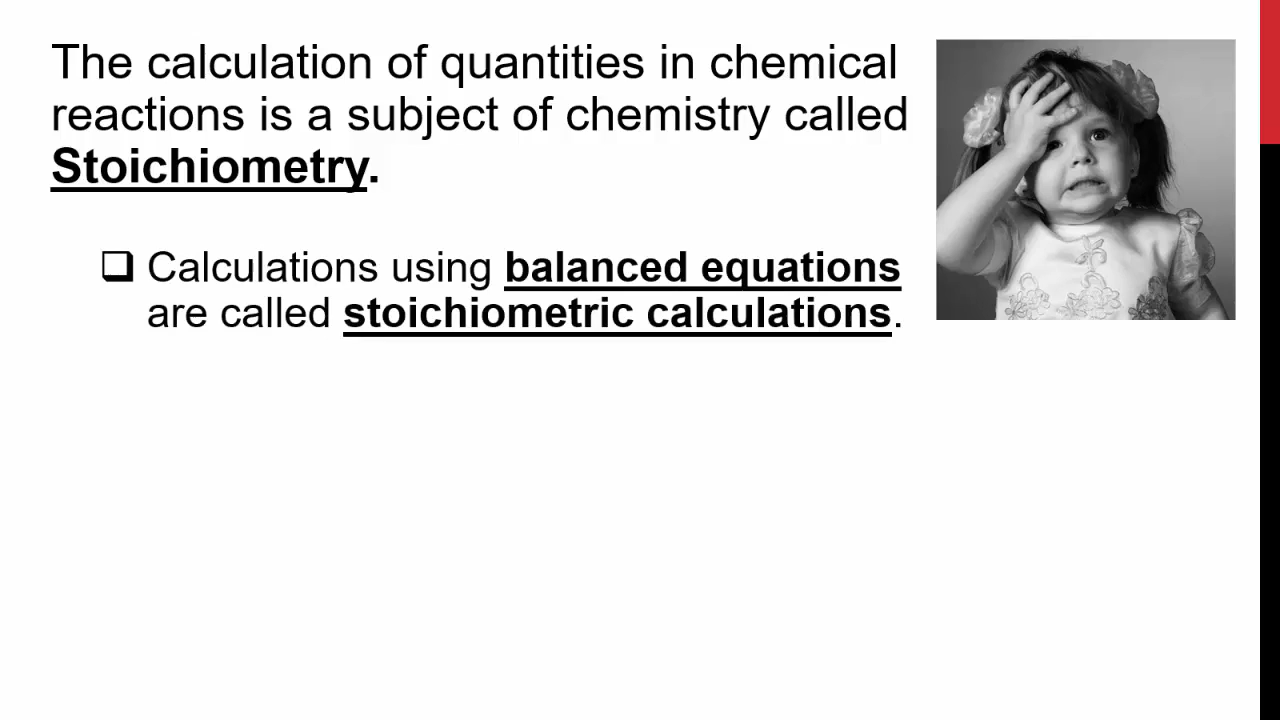 The calculation of quantities in chemical
reactions is a subject of chemistry called
Stoichiometry.
❑ Calculations using balanced equations
are called stoichiometric calculations.